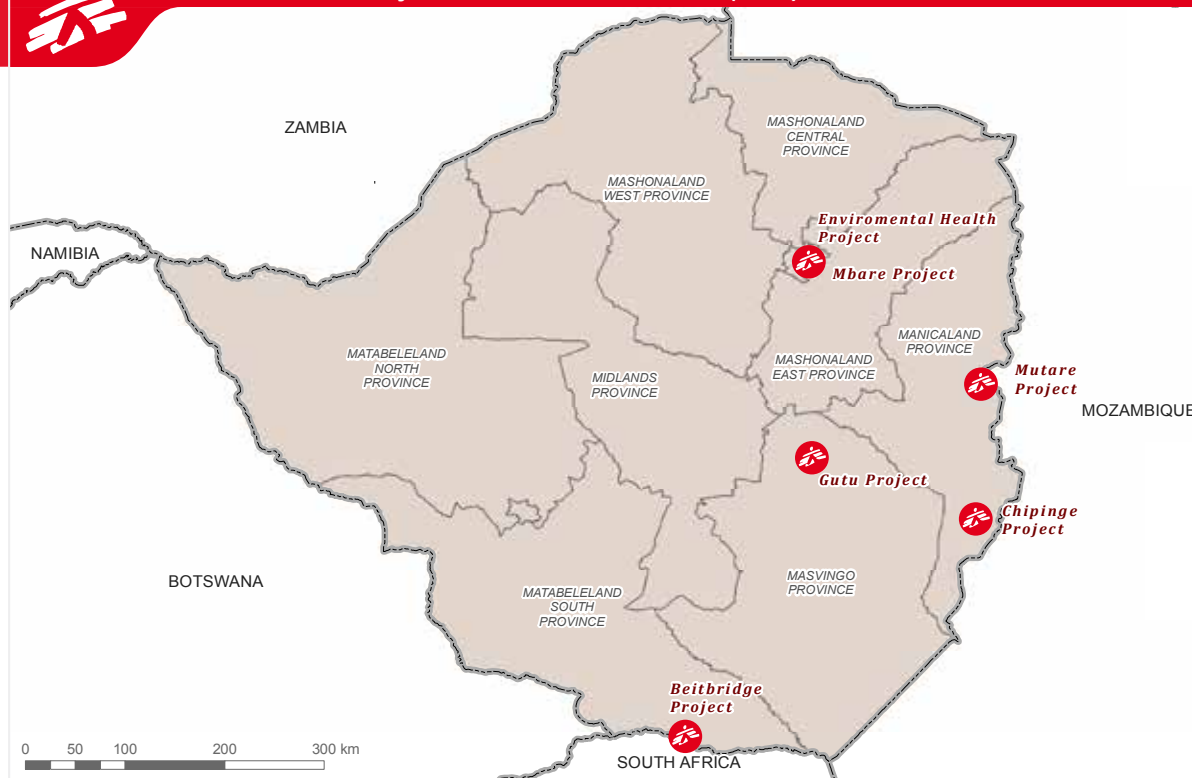 ZAMBIA
MASHONALAND
CENTRAL
PROVINCE
MASHONALAND
WEST PROVINCE
Enviromental Health
Project
NAMIBIA
Mbare Project
MANICALAND
PROVINCE
MATABELELAND
NORTH
PROVINCE
MASHONALAND
EAST PROVINCE
MIDLANDS
PROVINCE
Mutare
Project
MOZAMBIQUE
Gutu Project
Chipinge
Project
BOTSWANA
MASVINGO
PROVINCE
MATABELELAND
SOUTH
PROVINCE
Beitbridge
Project
0 50 100 200 300 km
SOUTH AFRICA